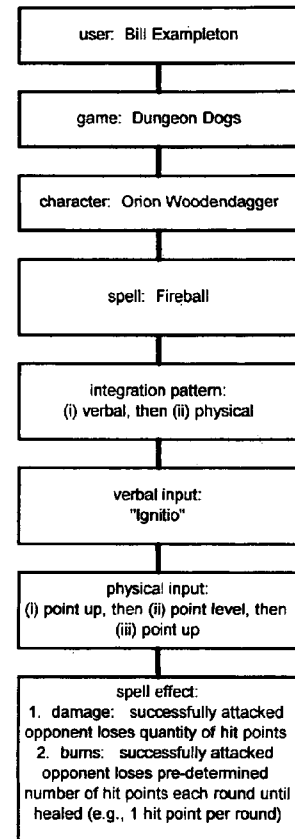 user: Bill Exampleton
game: Dungeon Dogs
character: Orion Woodendagger
spell: Fireball
integration pattern:
(i) verbal, then (ii) physical
verbal input:
"Ignitio"
physical input:
(i) point up, then (ii) point level, then
(iii) point up
spell effect:
1. damage: successfully attacked
opponent loses quantity of hit points
2. burns: successfully attacked
opponent loses pre-determined
number of hit points each round until
healed (e.g., 1 hit point per round)